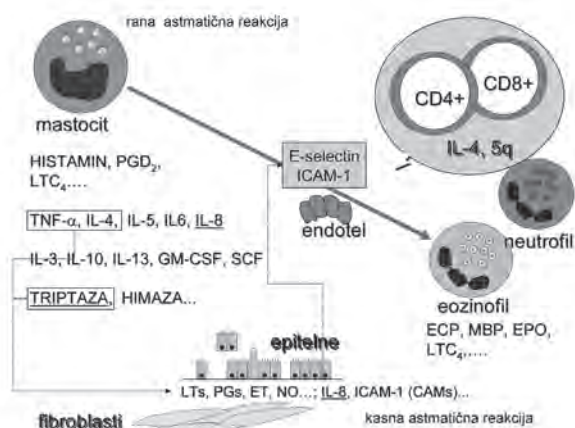 rana astmatična reakcija
mastocit
HISTAMIN, PGD2,
LTC4....
TNF-α, IL-4, IL-5, IL6, IL-8
IL-3, IL-10, IL-13, GM-CSF, SCF
TRIPTAZA, HIMAZA...
E-selectin
ICAM-1
endotel
CD4+
CD8+
IL-4, 5q
neutrofil
eozinofil
ECP, MBP, EPO,
LTC4,....
epitelne
LTs, PGs, ET, NO...; IL-8, ICAM-1 (CAMs)...
fibroblasti
kasna astmatična reakcija